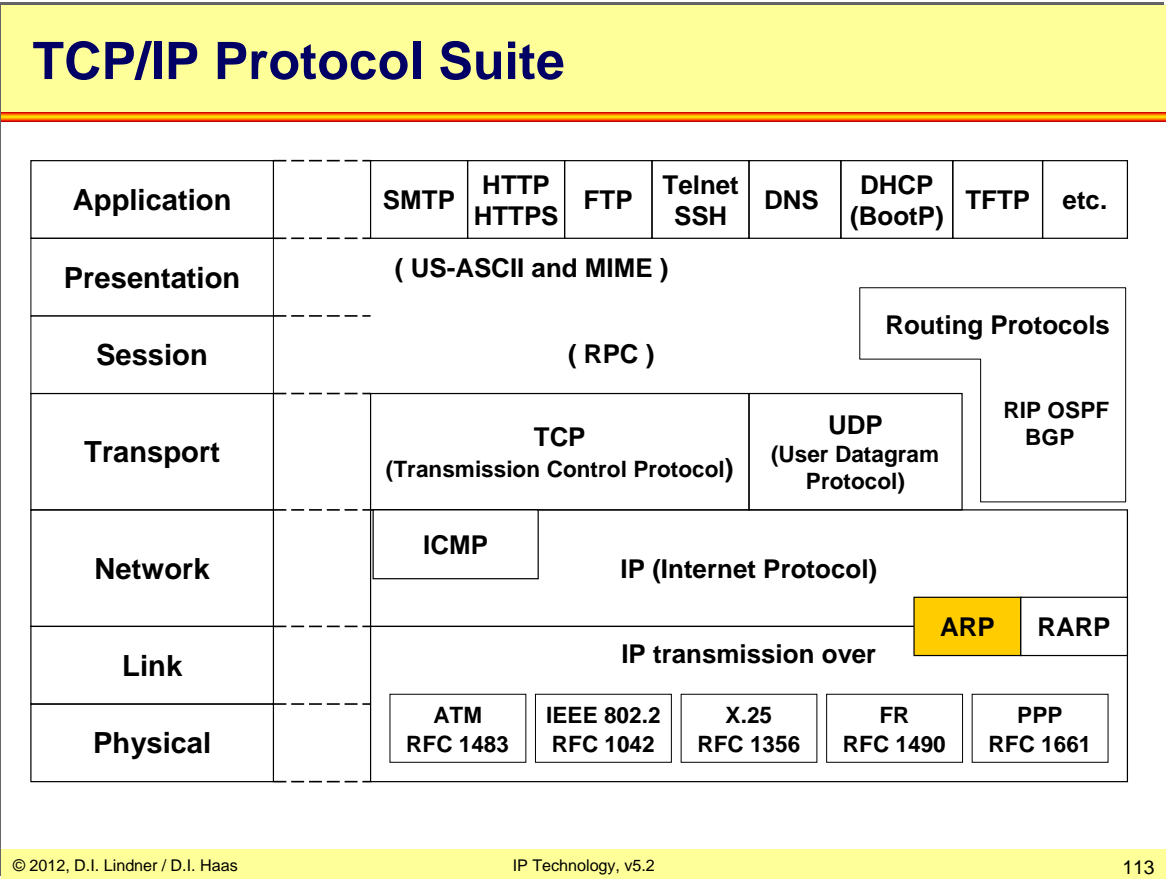 TCP/IP Protocol Suite
Application
SMTP
HTTP
HTTPS
FTP
Telnet
SSH
DNS
DHCP
(BootP)
TFTP
etc.
Presentation
( US-ASCII and MIME )
Session
( RPC )
Routing Protocols
RIP OSPF
BGP
Transport
TCP
(Transmission Control Protocol)
UDP
(User Datagram
Protocol)
Network
ICMP
IP (Internet Protocol)
ARP
RARP
Link
IP transmission over
Physical
ATM
RFC 1483
IEEE 802.2
RFC 1042
X.25
RFC 1356
FR
RFC 1490
PPP
RFC 1661
© 2012, D.I. Lindner / D.I. Haas
IP Technology, v5.2
113